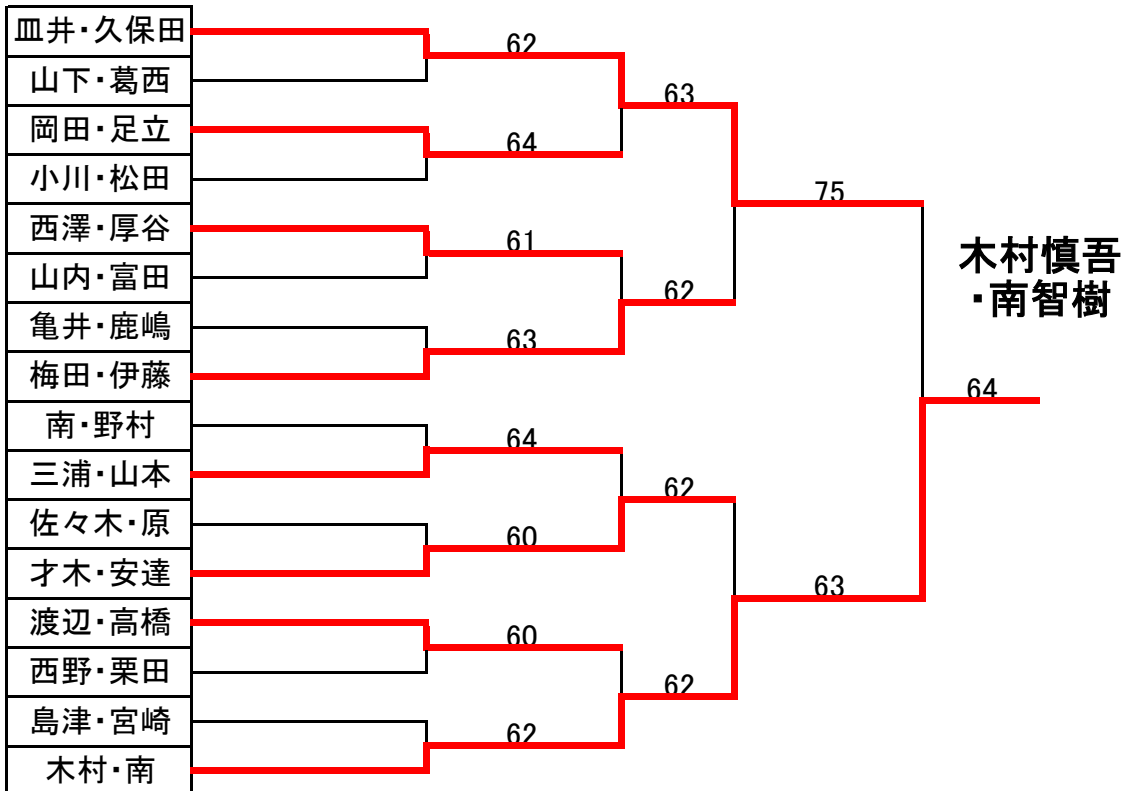 皿井・久保田
山下・葛西
岡田・足立
小川・松田
西澤・厚谷
山内・富田
亀井・鹿嶋
梅田・伊藤
南・野村
三浦・山本
佐々木・原
才木・安達
渡辺・高橋
西野・栗田
島津・宮崎
木村・南
62
64
61
63
64
60
60
62
63
62
62
62
75
63
64
木村慎吾
・南智樹